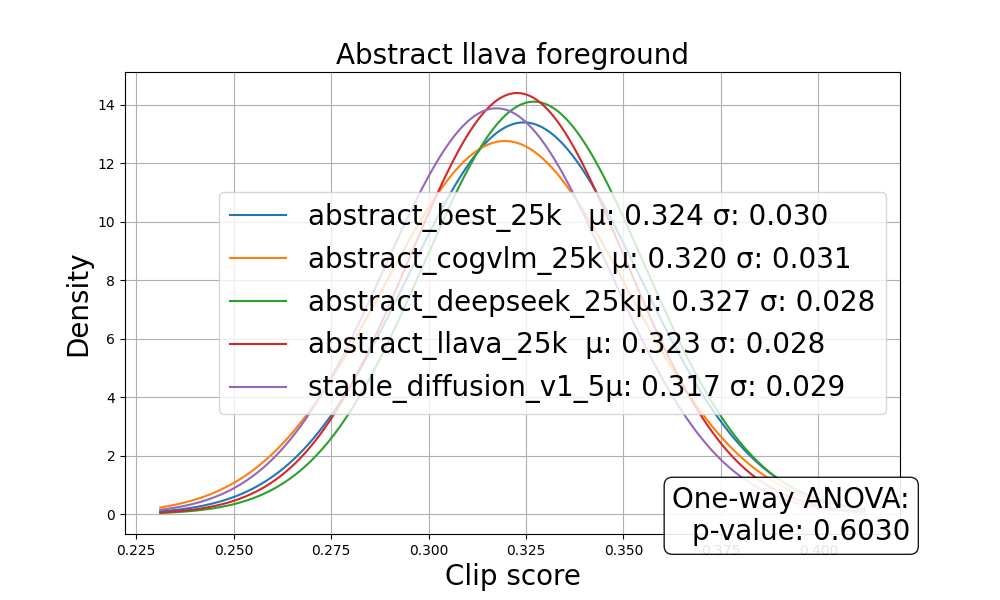 Abstract llava foreground
14
12
10
8
6
4
2
0
Density
abstract_best_25k   μ: 0.324 σ: 0.030
abstract_cogvlm_25k μ: 0.320 σ: 0.031
abstract_deepseek_25kμ: 0.327 σ: 0.028
abstract_llava_25k  μ: 0.323 σ: 0.028
stable_diffusion_v1_5μ: 0.317 σ: 0.029
One-way ANOVA:
p-value: 0.6030
0.225 0.250 0.275 0.300 0.325 0.350 0.375 0.400
Clip score